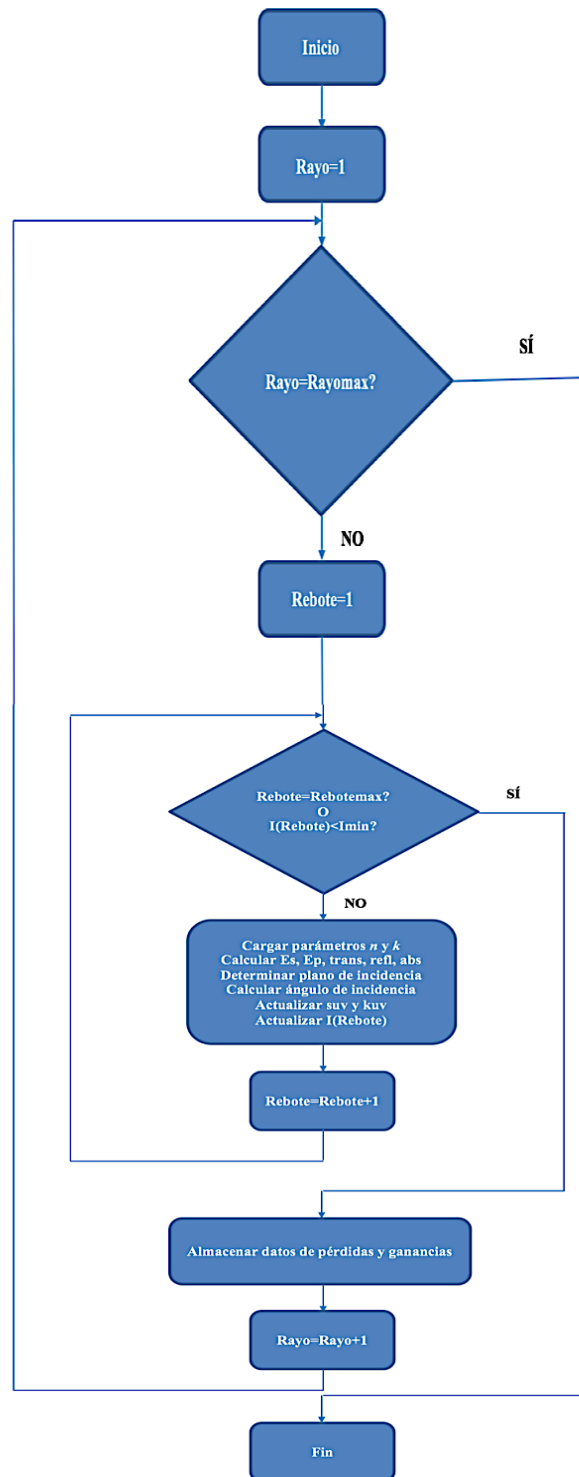 Inicio
Rayo=1
Rayo=Rayomax?
SÍ
NO
Rebote=1
Rebote=Rebotemax?
O
I(Rebote)<Imin?
SÍ
NO
Cargar parámetros n y k
Calcular Es, Ep, trans, refl, abs
Determinar plano de incidencia
Calcular ángulo de incidencia
Actualizar suv y kuv
Actualizar I(Rebote)
Rebote=Rebote+1
Almacenar datos de pérdidas y ganancias
Rayo=Rayo+1
Fin